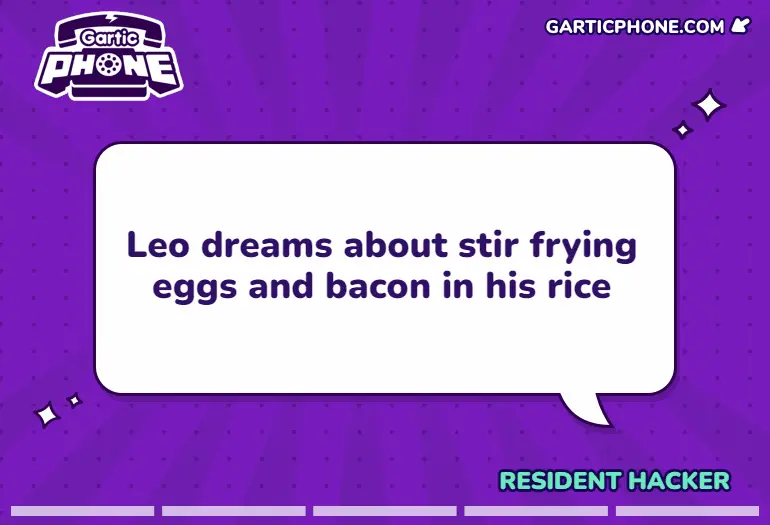 Gartic
PHONE
GARTICPHONE.COM
Leo dreams about stir frying
eggs and bacon in his rice
RESIDENT HACKER